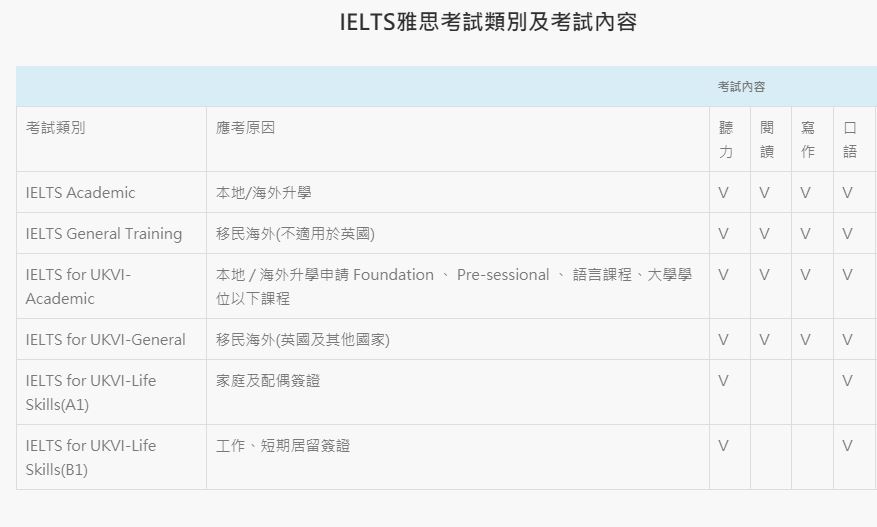 IELTS雅思考試類別及考試內容
考試內容
考試類別 應考原因 聽力 閱讀 寫作 口語
IELTS Academic 本地/海外升學 V V V V
IELTS General Training 移民海外(不適用於英國) V V V V
IELTS for UKVI-
Academic
本地 / 海外升學申請 Foundation 、 Pre-sessional 、 語言課程、大學學
位以下課程
V V V V
IELTS for UKVI-General 移民海外(英國及其他國家) V V V V
IELTS for UKVI-Life
Skills(A1)
家庭及配偶簽證 V V
IELTS for UKVI-Life
Skills(B1)
工作、短期居留簽證 V V